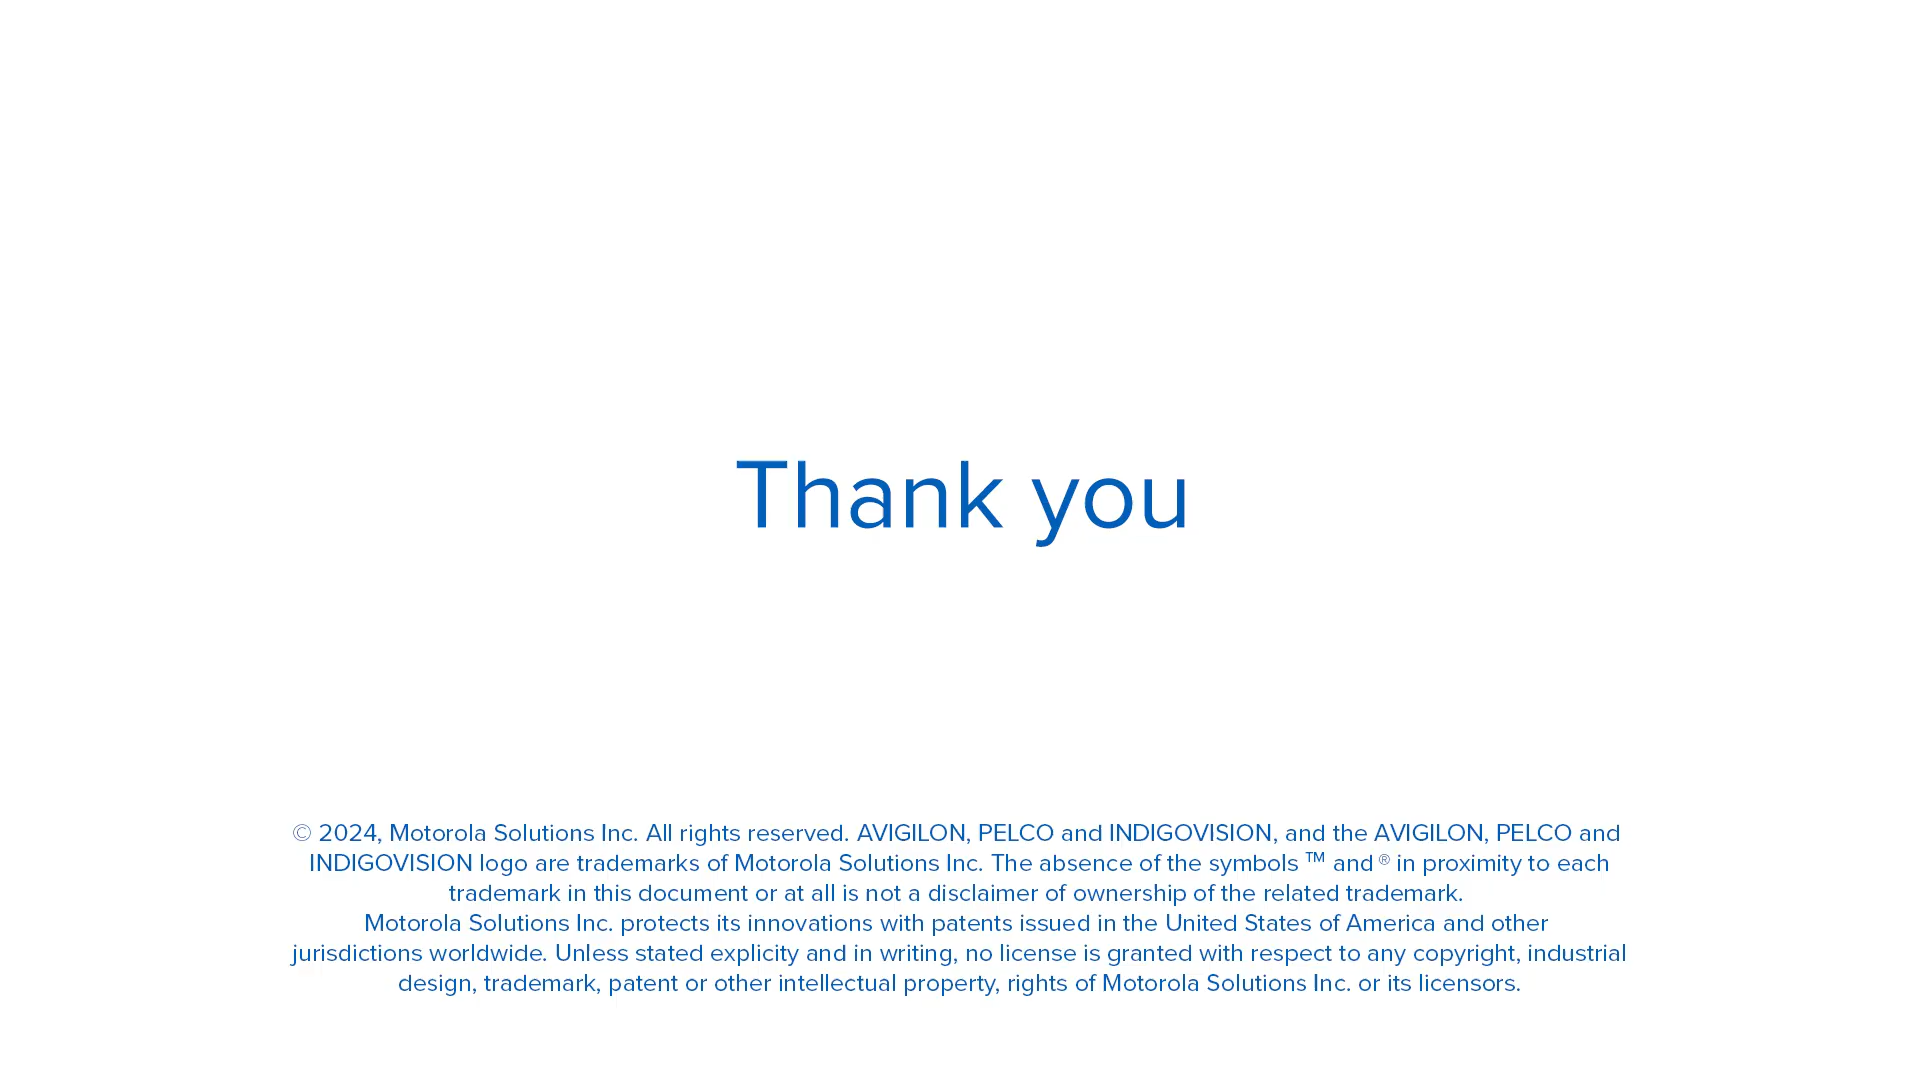 Thank you
© 2024, Motorola Solutions Inc. All rights reserved. AVIGILON, PELCO and INDIGOVISION, and the AVIGILON, PELCO and
INDIGOVISION logo are trademarks of Motorola Solutions Inc. The absence of the symbols ™ and ® in proximity to each
trademark in this document or at all is not a disclaimer of ownership of the related trademark.
Motorola Solutions Inc. protects its innovations with patents issued in the United States of America and other
jurisdictions worldwide. Unless stated explicity and in writing, no license is granted with respect to any copyright, industrial
design, trademark, patent or other intellectual property, rights of Motorola Solutions Inc. or its licensors.